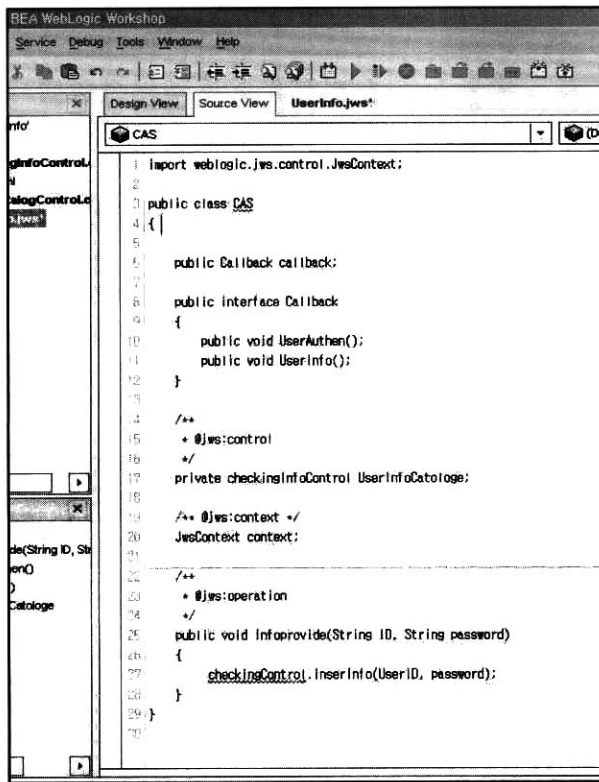 BEA WebLogic Workshop
Service Debug Tools Window Help
Design View Source View UserInfo.jws*
nfo'
CAS
ginfoControl.c
alogControl.c
o.jws*
1 import weblogic.jws.control.JwsContext;
2
3 public class CAS
4 {
5
6 public Callback callback;
7
8 public interface Callback
9 {
10 public void UserAuthen();
11 public void UserInfo();
12 }
13
14 /**
15 * @jws:control
16 */
17 private checkingInfoControl UserInfoCatologe;
18
19 /** @jws:context */
20 JwsContext context;
21
22 /**
23 * @jws:operation
24 */
25 public void Infoprovide(String ID, String password)
26 {
27 checkingControl.inserInfo(UserID, password);
28 }
29 }
30
de(String ID, Str
en()
)
Catologe